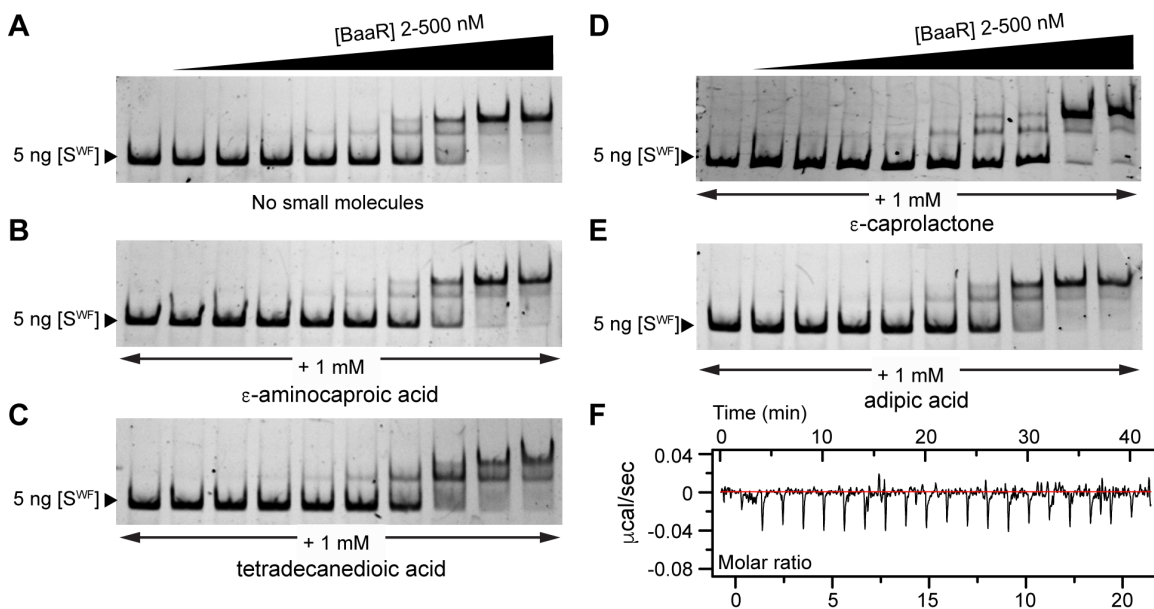 A
[BaaR] 2-500 nM
5 ng [S^WF]
No small molecules
B
5 ng [S^WF]
+ 1 mM
ε-aminocaproic acid
C
5 ng [S^WF]
+ 1 mM
tetradecanedioic acid
D
[BaaR] 2-500 nM
5 ng [S^WF]
+ 1 mM
ε-caprolactone
E
5 ng [S^WF]
+ 1 mM
adipic acid
F
Time (min)
0 10 20 30 40
0.04
0
-0.04
-0.08
μcal/sec
Molar ratio
0 5 15 10 20